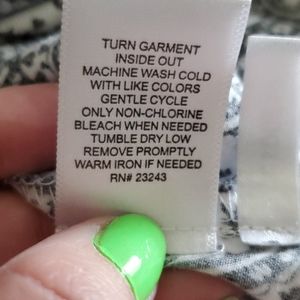 TURN GARMENT
INSIDE OUT
MACHINE WASH COLD
WITH LIKE COLORS
GENTLE CYCLE
ONLY NON-CHLORINE
BLEACH WHEN NEEDED
TUMBLE DRY LOW
REMOVE PROMPTLY
WARM IRON IF NEEDED
RN# 23243